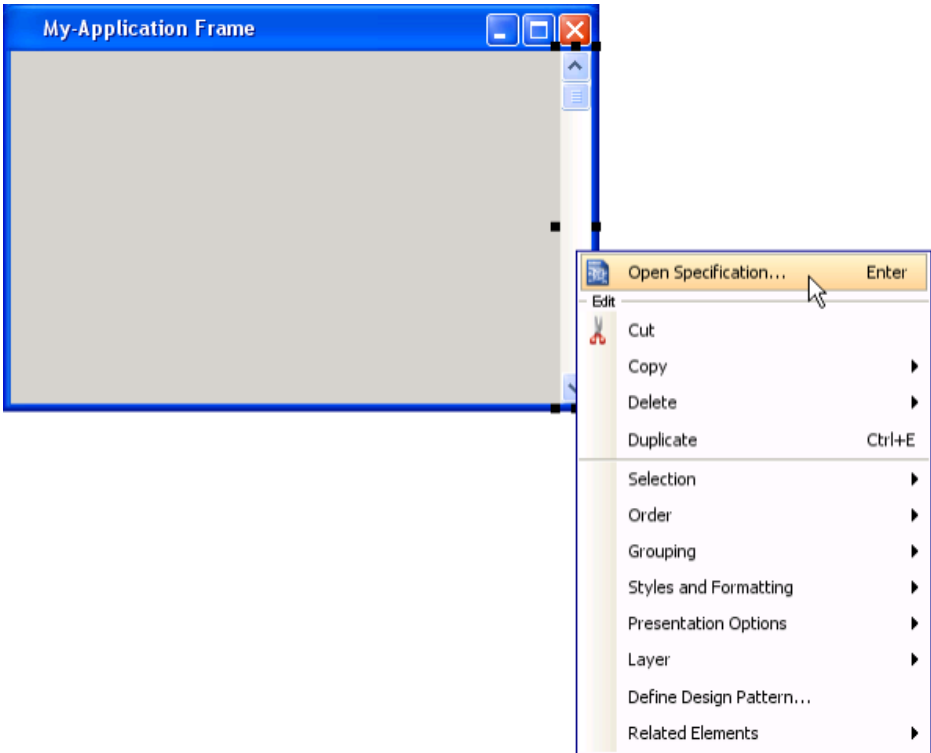 My-Application Frame
Open Specification... Enter
Edit
Cut
Copy
Delete
Duplicate Ctrl+E
Selection
Order
Grouping
Styles and Formatting
Presentation Options
Layer
Define Design Pattern...
Related Elements